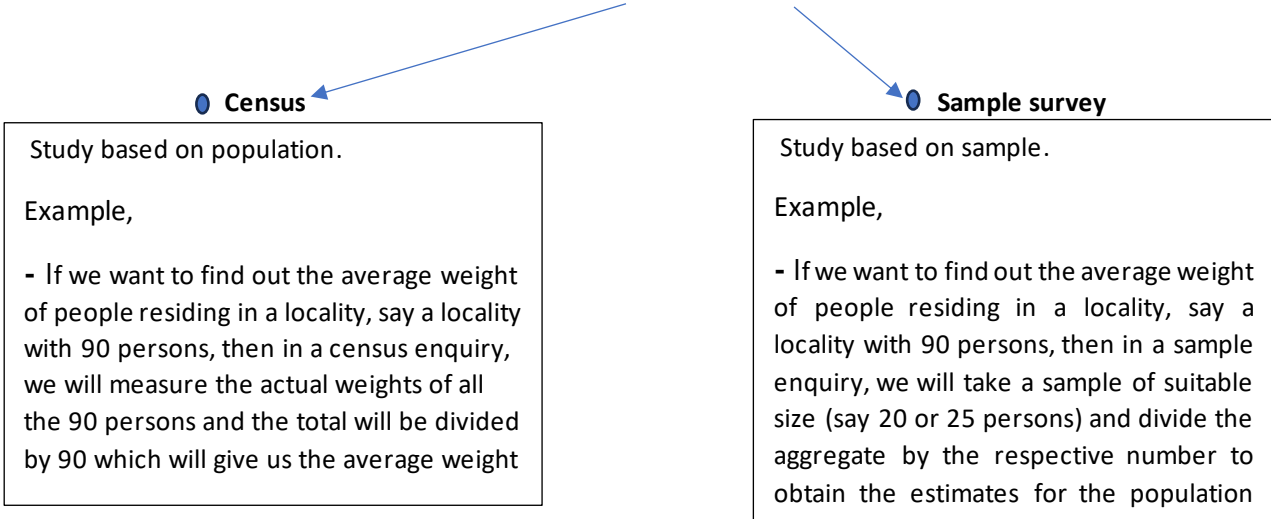 Census
Study based on population.
Example,
- If we want to find out the average weight
of people residing in a locality, say a locality
with 90 persons, then in a census enquiry,
we will measure the actual weights of all
the 90 persons and the total will be divided
by 90 which will give us the average weight
Sample survey
Study based on sample.
Example,
- If we want to find out the average weight
of people residing in a locality, say a
locality with 90 persons, then in a sample
enquiry, we will take a sample of suitable
size (say 20 or 25 persons) and divide the
aggregate by the respective number to
obtain the estimates for the population